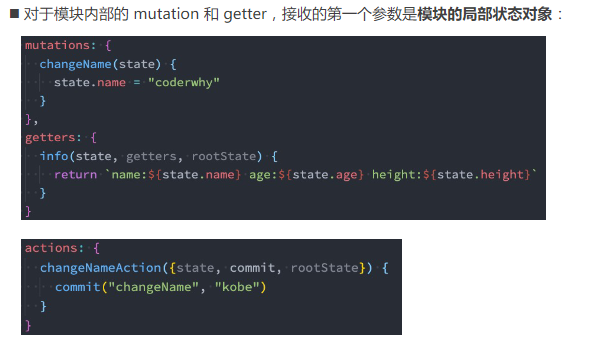 ■ 对于模块内部的 mutation 和 getter，接收的第一个参数是模块的局部状态对象：
mutations: {
  changeName(state) {
    state.name = "coderwhy"
  }
},
getters: {
  info(state, getters, rootState) {
    return `name:${state.name} age:${state.age} height:${state.height}`
  }
}
actions: {
  changeNameAction({state, commit, rootState}) {
    commit("changeName", "kobe")
  }
}